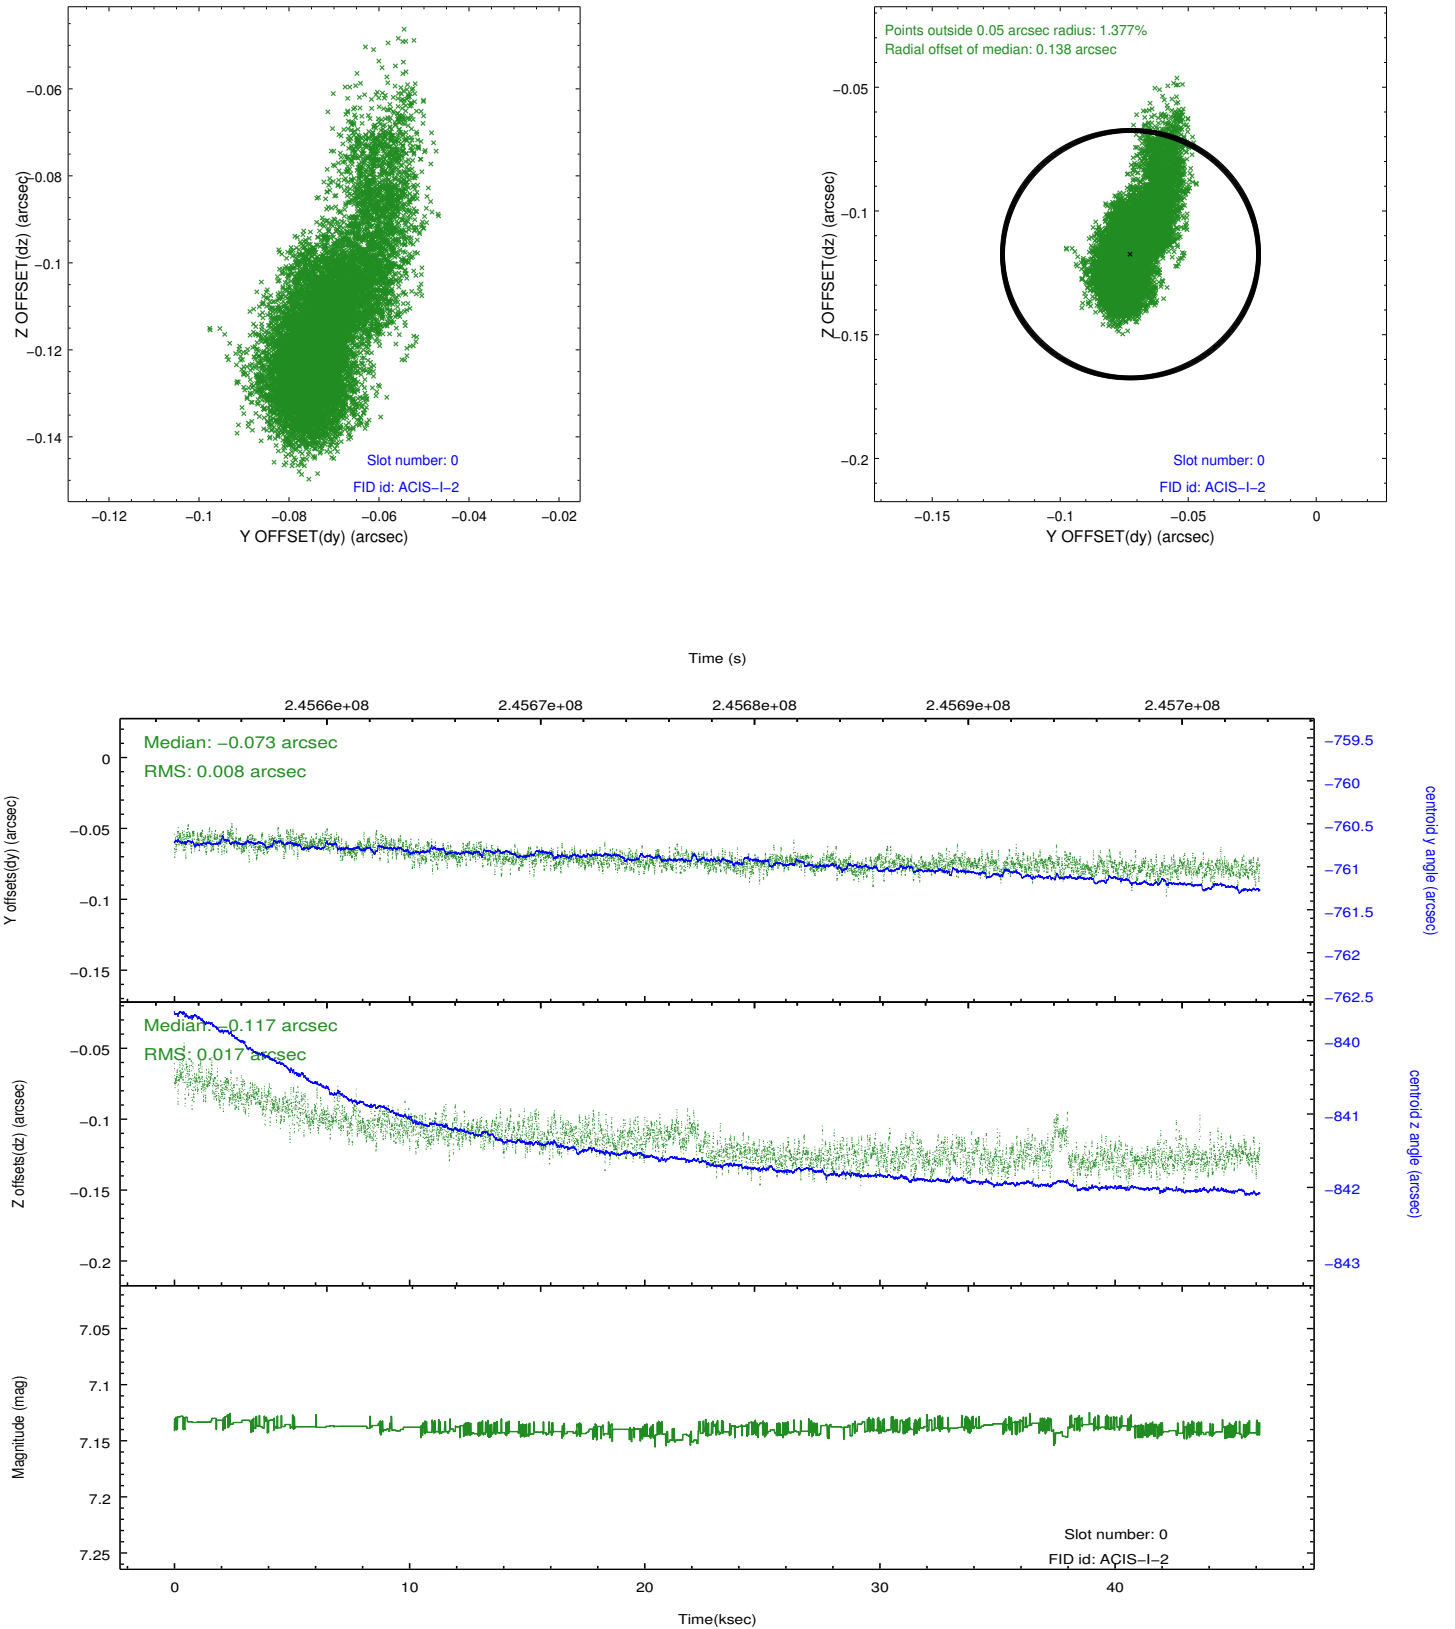 −0.06
−0.08
−0.1
−0.12
−0.14
Z OFFSET(dz) (arcsec)
Slot number: 0
FID id: ACIS−I−2
−0.12
−0.1
−0.08
−0.06
−0.04
−0.02
Y OFFSET(dy) (arcsec)
Points outside 0.05 arcsec radius: 1.377%
Radial offset of median: 0.138 arcsec
−0.05
−0.1
−0.15
−0.2
Z OFFSET(dz) (arcsec)
Slot number: 0
FID id: ACIS−I−2
−0.15
−0.1
−0.05
0
Y OFFSET(dy) (arcsec)
Time (s)
2.4566e+08
2.4567e+08
2.4568e+08
2.4569e+08
2.457e+08
Median: −0.073 arcsec
RMS: 0.008 arcsec
0
−0.05
−0.1
−0.15
Y offsets(dy) (arcsec)
−759.5
−760
−760.5
−761
−761.5
−762
−762.5
centroid y angle (arcsec)
Median: −0.117 arcsec
RMS: 0.017 arcsec
−0.05
−0.1
−0.15
−0.2
Z offsets(dz) (arcsec)
−840
−841
−842
−843
centroid z angle (arcsec)
7.05
7.1
7.15
7.2
7.25
Magnitude (mag)
Slot number: 0
FID id: ACIS−I−2
0
10
20
30
40
Time(ksec)